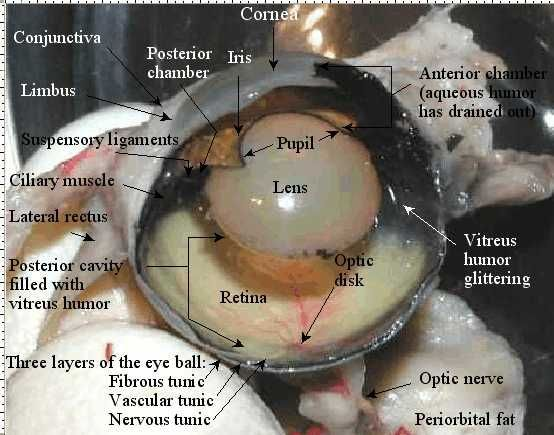 Cornea
Conjunctiva
Posterior
chamber
Iris
Limbus
Anterior chamber
(aqueous humor
has drained out)
Suspensory ligaments
Pupil
Ciliary muscle
Lens
Lateral rectus
Vitreus
humor
glittering
Posterior cavity
filled with
vitreus humor
Optic
disk
Retina
Three layers of the eye ball:
Fibrous tunic
Vascular tunic
Nervous tunic
Optic nerve
Periorbital fat